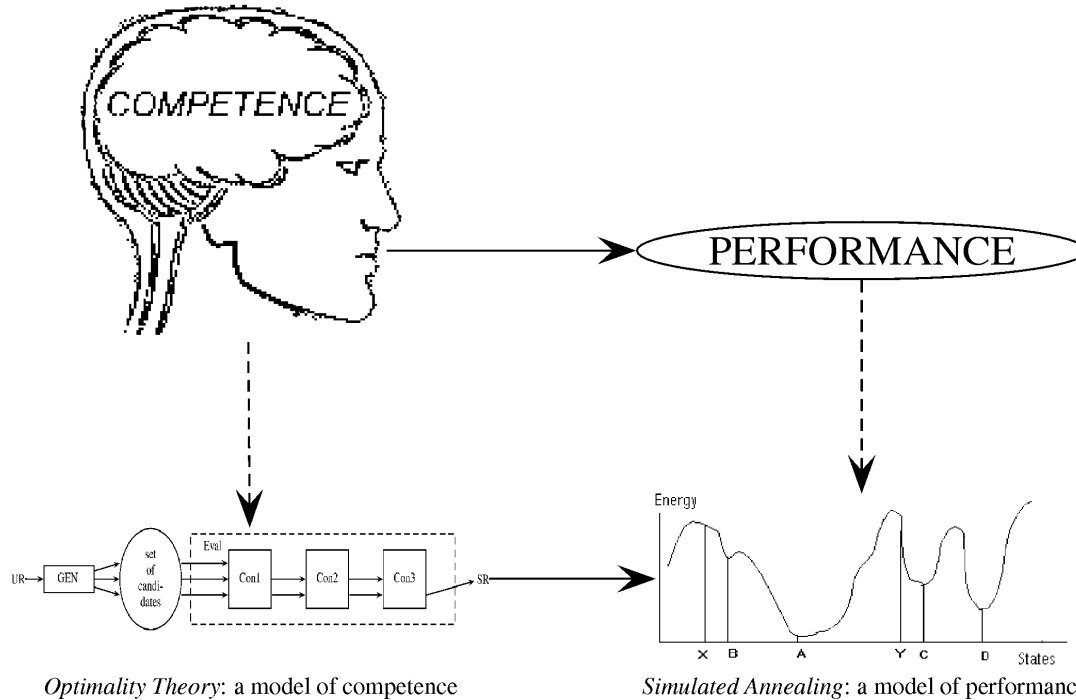 COMPETENCE
PERFORMANCE
UR
GEN
set
of
candi-
dates
Eval
Con1
Con2
Con3
SR
Energy
X B A Y C D
States
Optimality Theory: a model of competence
Simulated Annealing: a model of performanc